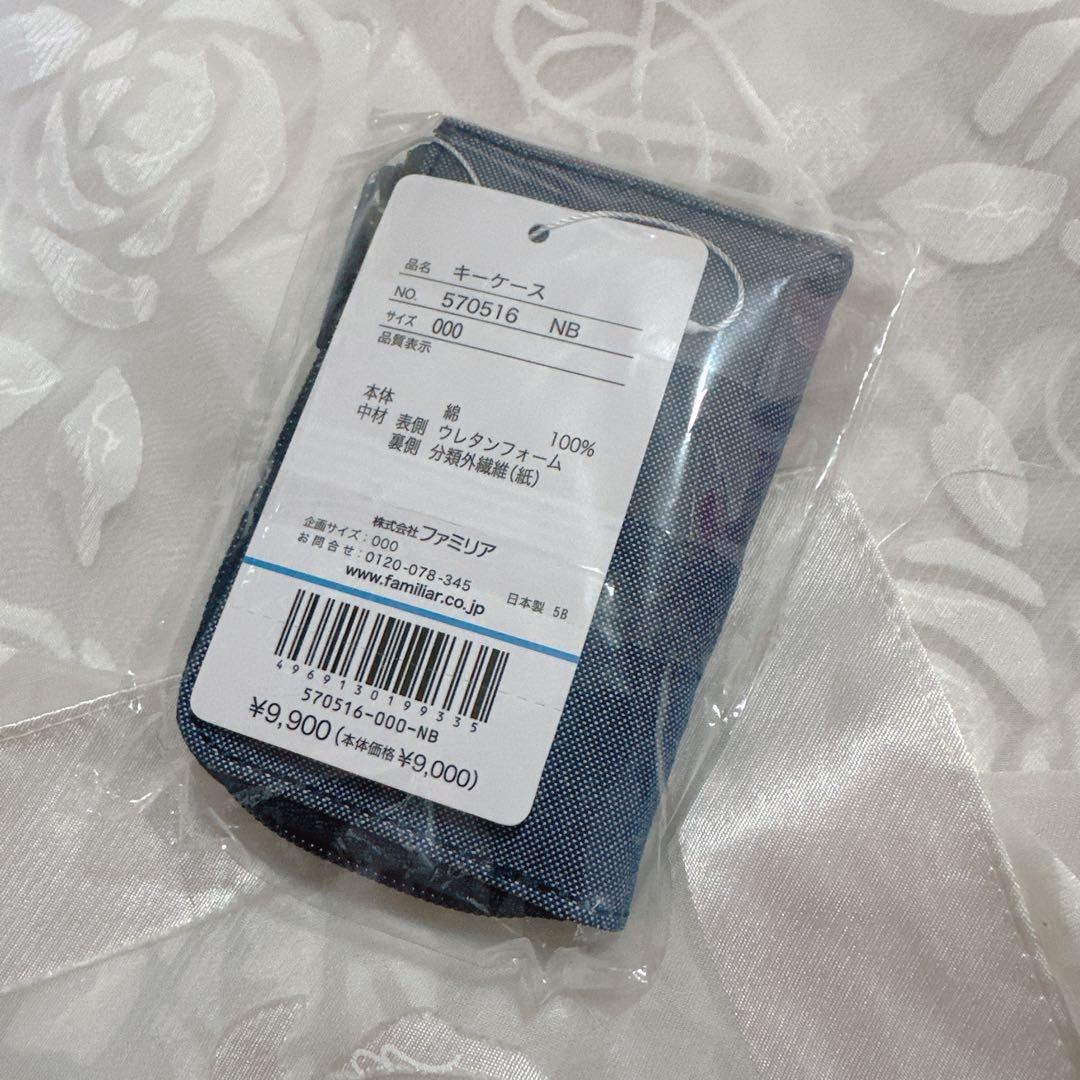 品名 キーケース
NO. 570516 NB
サイズ 000
品質表示
本体 綿 100%
中材 表側 ウレタンフォーム
裏側 分類外繊維(紙)
株式会社ファミリア
企画サイズ:000
お問合せ:0120-078-345
www.familiar.co.jp 日本製 5B
4969130199335
570516-000-NB
¥9,900(本体価格 ¥9,000)